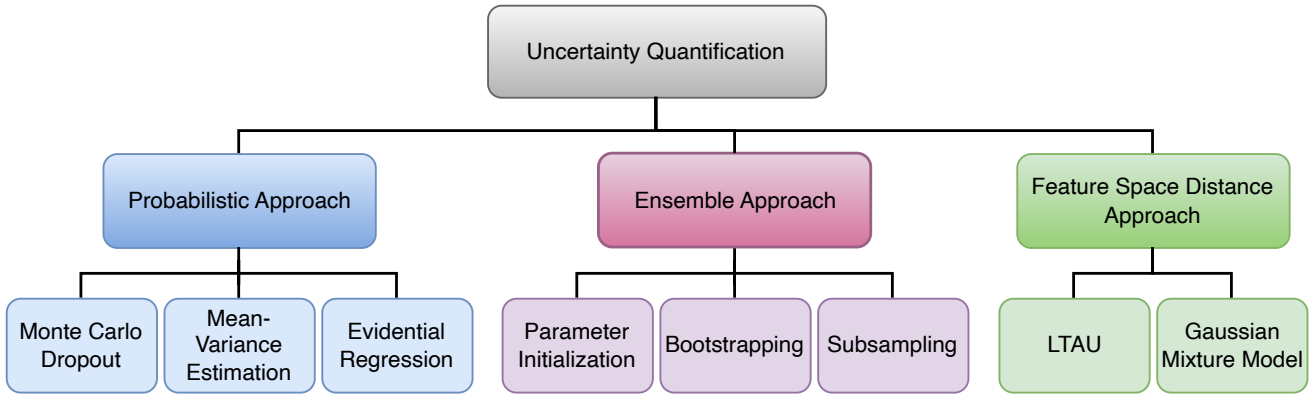 Uncertainty Quantification
Probabilistic Approach
Ensemble Approach
Feature Space Distance
Approach
Monte Carlo
Dropout
Mean-
Variance
Estimation
Evidential
Regression
Parameter
Initialization
Bootstrapping
Subsampling
LTAU
Gaussian
Mixture Model